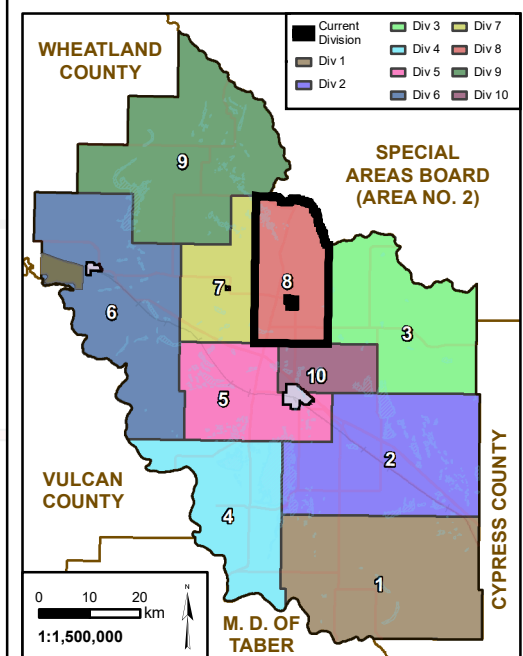 WHEATLAND
COUNTY
Current
Division
Div 1
Div 2
Div 3
Div 4
Div 5
Div 6
Div 7
Div 8
Div 9
Div 10
SPECIAL
AREAS BOARD
(AREA NO. 2)
9
8
7
6
3
10
5
2
4
1
VULCAN
COUNTY
CYPRESS COUNTY
M. D. OF
TABER
0 10 20
km
1:1,500,000
N